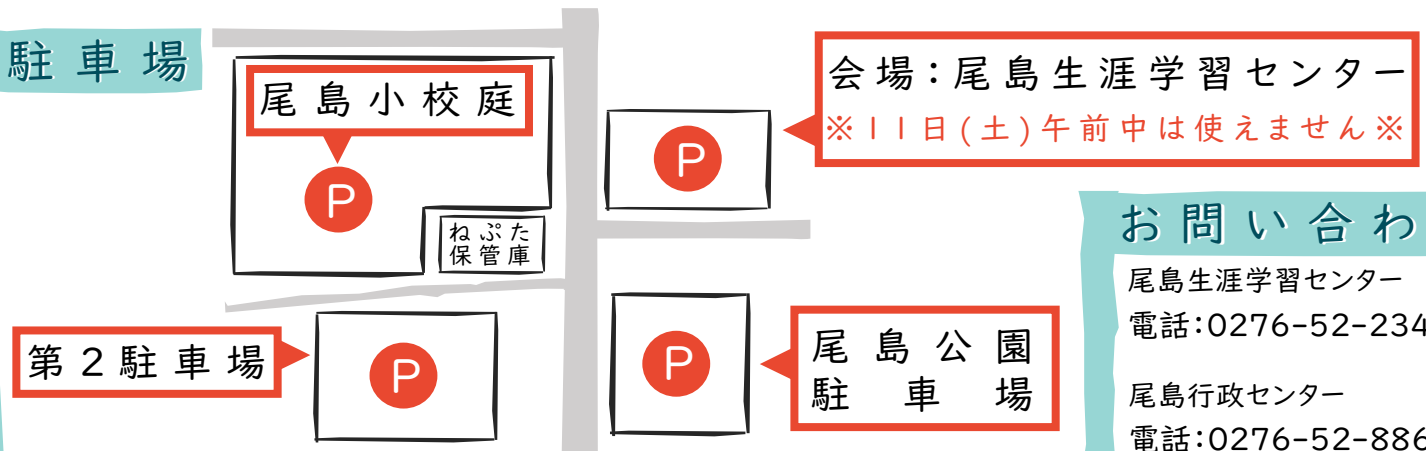 駐車場
尾島小校庭
P
ねぷた
保管庫
P
会場:尾島生涯学習センター
※11日(土)午前中は使えません※
第2駐車場
P
P
尾島公園
駐車場
お問い合わ
尾島生涯学習センター
電話:0276-52-234
尾島行政センター
電話:0276-52-886